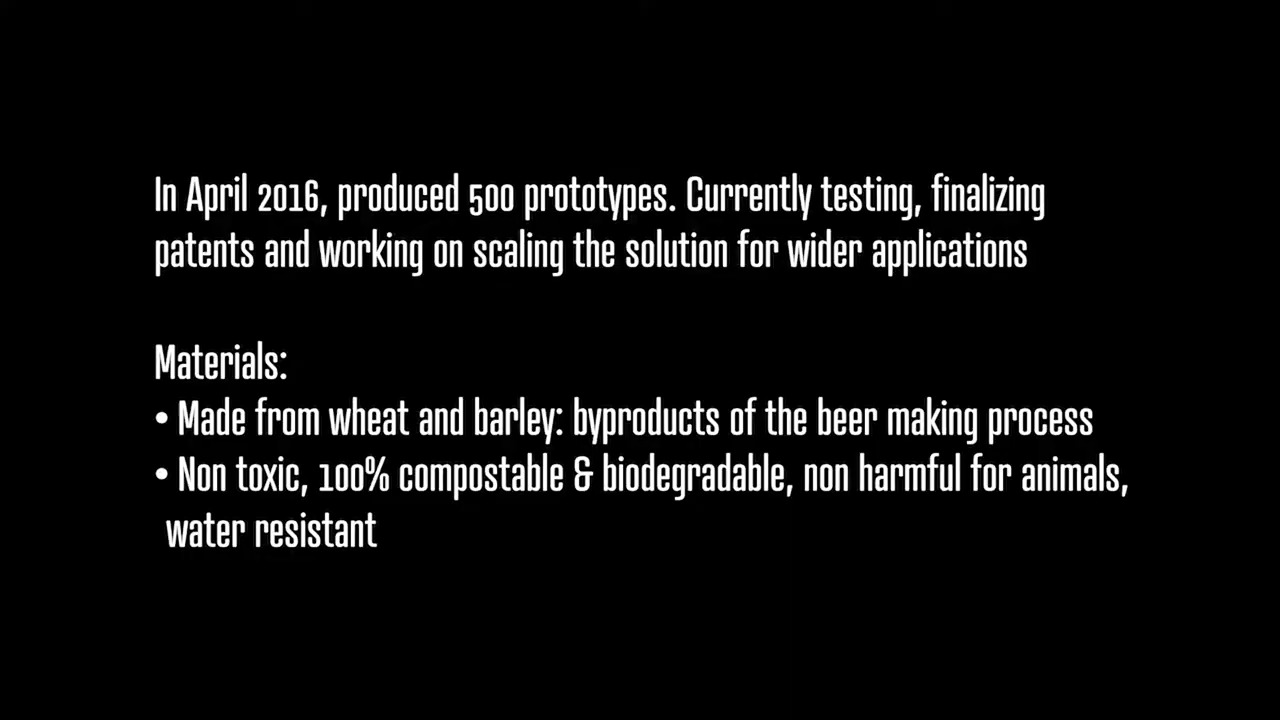 In April 2016, produced 500 prototypes. Currently testing, finalizing
patents and working on scaling the solution for wider applications
Materials:
• Made from wheat and barley: byproducts of the beer making process
• Non toxic, 100% compostable & biodegradable, non harmful for animals,
water resistant